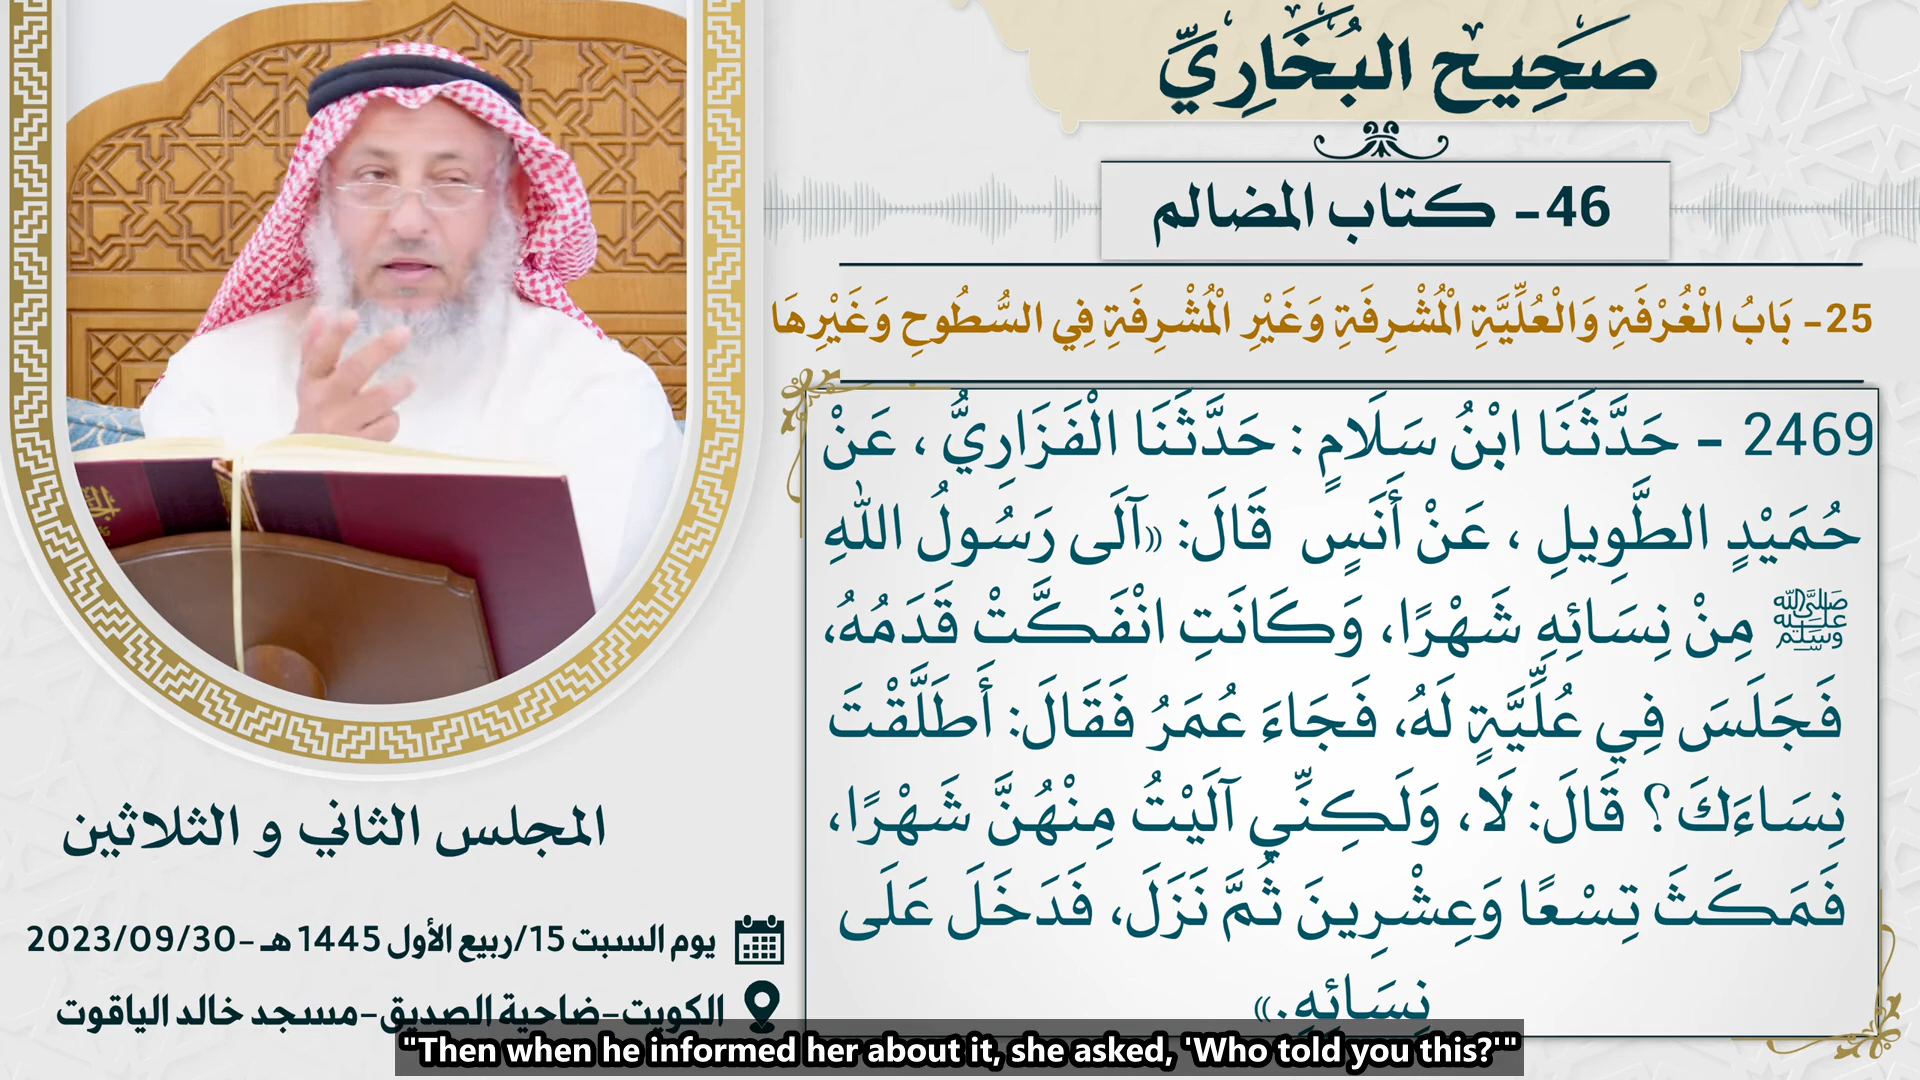 صَحِيح البُخَارِيِّ
46- كتاب المضالم
25- بَابُ الْغُرْفَةِ وَالْعُلِّيَّةِ الْمُشْرِفَةِ وَغَيْرِ الْمُشْرِفَةِ فِي السُّطُوحِ وَغَيْرِهَا
2469 - حَدَّثَنَا ابْنُ سَلَامٍ : حَدَّثَنَا الْفَزَارِيُّ ، عَنْ
حُمَيْدٍ الطَّوِيلِ ، عَنْ أَنَسٍ قَالَ: «آلَى رَسُولُ اللهِ
ﷺ مِنْ نِسَائِهِ شَهْرًا، وَكَانَتِ انْفَكَّتْ قَدَمُهُ،
فَجَلَسَ فِي عُلِّيَّةٍ لَهُ، فَجَاءَ عُمَرُ فَقَالَ: أَطَلَّقْتَ
نِسَاءَكَ؟ قَالَ: لَا، وَلَكِنِّي آلَيْتُ مِنْهُنَّ شَهْرًا،
فَمَكَثَ تِسْعًا وَعِشْرِينَ ثُمَّ نَزَلَ، فَدَخَلَ عَلَى
نِسَائِهِ.»
المجلس الثاني و الثلاثين
يوم السبت 15/ربيع الأول 1445 هـ -2023/09/30
الكويت-ضاحية الصديق-مسجد خالد الياقوت
"Then when he informed her about it, she asked, 'Who told you this?'"